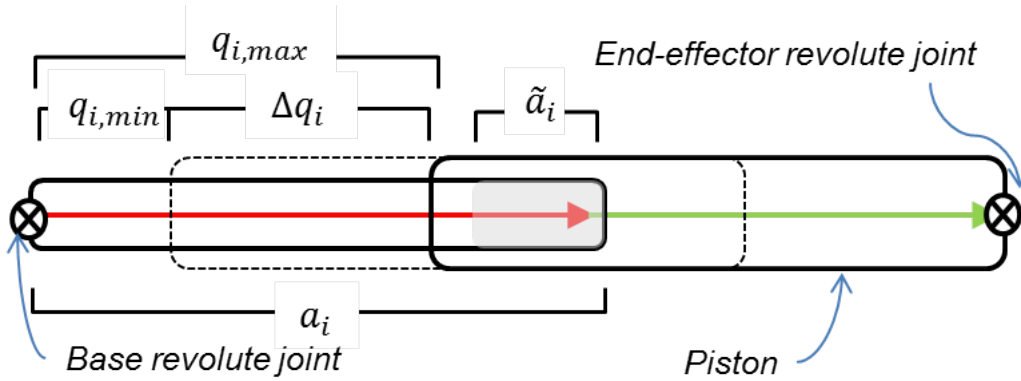 q_{i,max}
End-effector revolute joint
q_{i,min}
Δq_i
ã_i
a_i
Base revolute joint
Piston